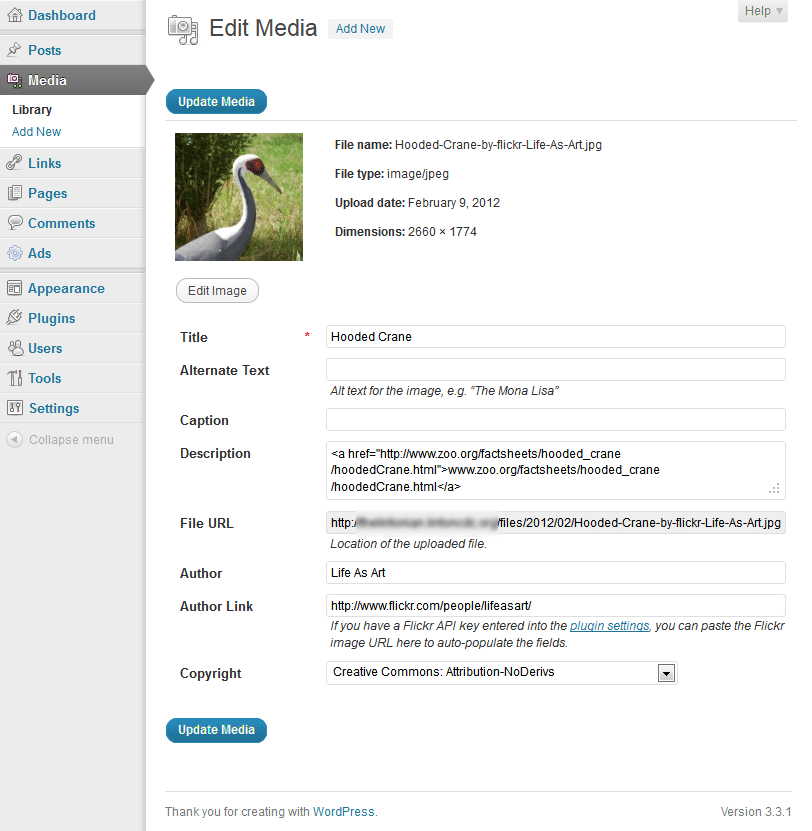 Dashboard
Posts
Media
Library
Add New
Links
Pages
Comments
Ads
Appearance
Plugins
Users
Tools
Settings
Collapse menu
Help
Edit Media Add New
Update Media
File name: Hooded-Crane-by-flickr-Life-As-Art.jpg
File type: image/jpeg
Upload date: February 9, 2012
Dimensions: 2660 × 1774
Edit Image
Title * Hooded Crane
Alternate Text
Alt text for the image, e.g. “The Mona Lisa”
Caption
Description
<a href="http://www.zoo.org/factsheets/hooded_crane
/hoodedCrane.html">www.zoo.org/factsheets/hooded_crane
/hoodedCrane.html</a>
File URL http:/ /files/2012/02/Hooded-Crane-by-flickr-Life-As-Art.jpg
Location of the uploaded file.
Author Life As Art
Author Link http://www.flickr.com/people/lifeasart/
If you have a Flickr API key entered into the plugin settings, you can paste the Flickr
image URL here to auto-populate the fields.
Copyright Creative Commons: Attribution-NoDerivs
Update Media
Thank you for creating with WordPress.
Version 3.3.1